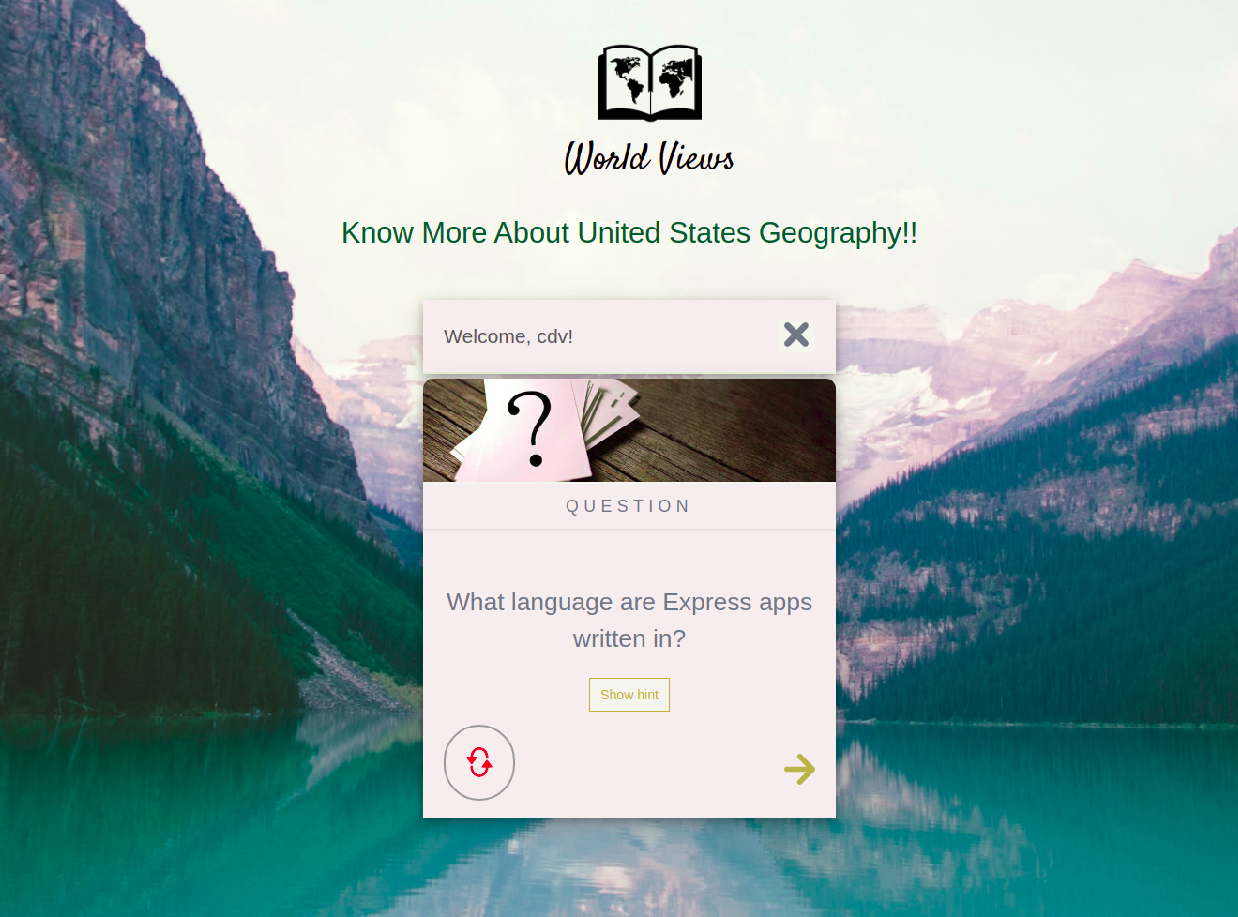 World Views
Know More About United States Geography!!
Welcome, cdv!
?
QUESTION
What language are Express apps
written in?
Show hint